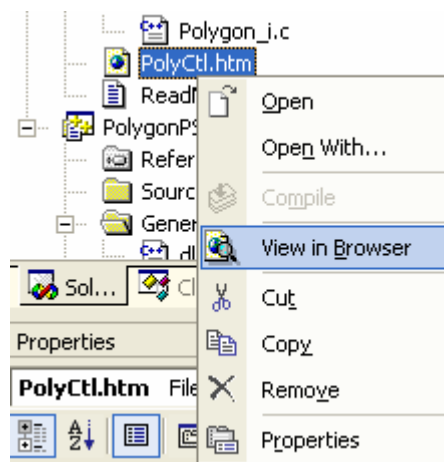 Polygon_i.c
PolyCtl.htm
ReadM
Open
PolygonPS
Open With...
Refer
Sourc
Compile
Gener
View in Browser
Sol...
Cl
Cut
Properties
Copy
PolyCtl.htm File
Remove
Properties